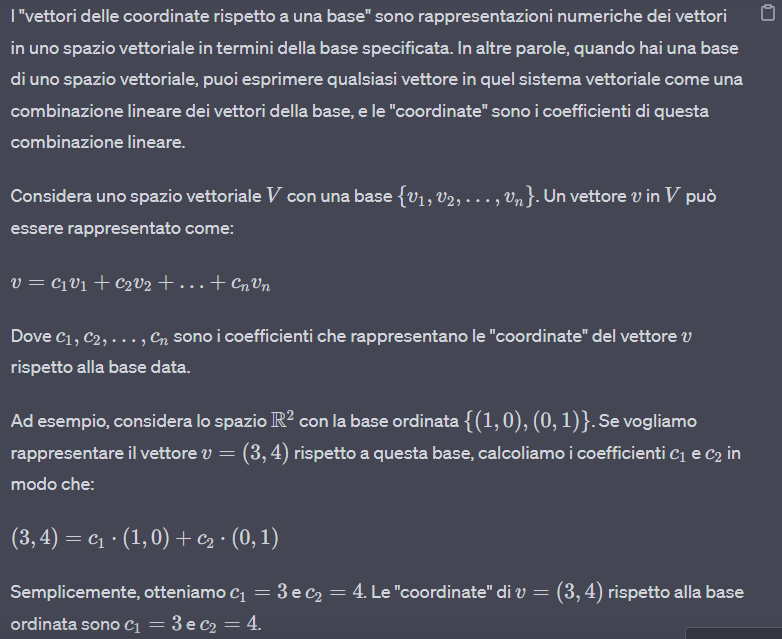 I "vettori delle coordinate rispetto a una base" sono rappresentazioni numeriche dei vettori
in uno spazio vettoriale in termini della base specificata. In altre parole, quando hai una base
di uno spazio vettoriale, puoi esprimere qualsiasi vettore in quel sistema vettoriale come una
combinazione lineare dei vettori della base, e le "coordinate" sono i coefficienti di questa
combinazione lineare.
Considera uno spazio vettoriale V con una base {v₁, v₂, . . . , vₙ}. Un vettore v in V può
essere rappresentato come:
v = c₁v₁ + c₂v₂ + . . . + cₙvₙ
Dove c₁, c₂, . . . , cₙ sono i coefficienti che rappresentano le "coordinate" del vettore v
rispetto alla base data.
Ad esempio, considera lo spazio ℝ² con la base ordinata {(1, 0), (0, 1)}. Se vogliamo
rappresentare il vettore v = (3, 4) rispetto a questa base, calcoliamo i coefficienti c₁ e c₂ in
modo che:
(3, 4) = c₁ · (1, 0) + c₂ · (0, 1)
Semplicemente, otteniamo c₁ = 3 e c₂ = 4. Le "coordinate" di v = (3, 4) rispetto alla base
ordinata sono c₁ = 3 e c₂ = 4.